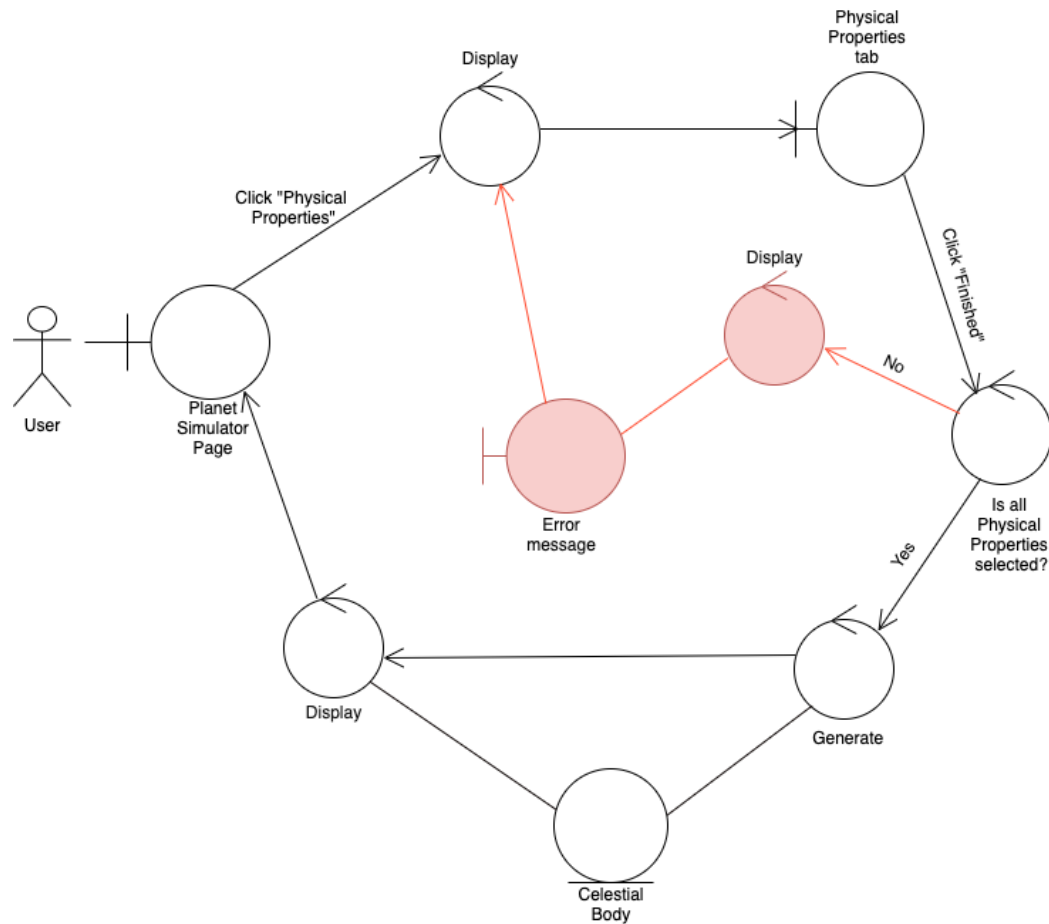 Physical
Properties
tab
Display
Click "Physical
Properties"
Click "Finished"
Display
No
User
Planet
Simulator
Page
Error
message
Is all
Physical
Properties
selected?
Yes
Display
Generate
Celestial
Body